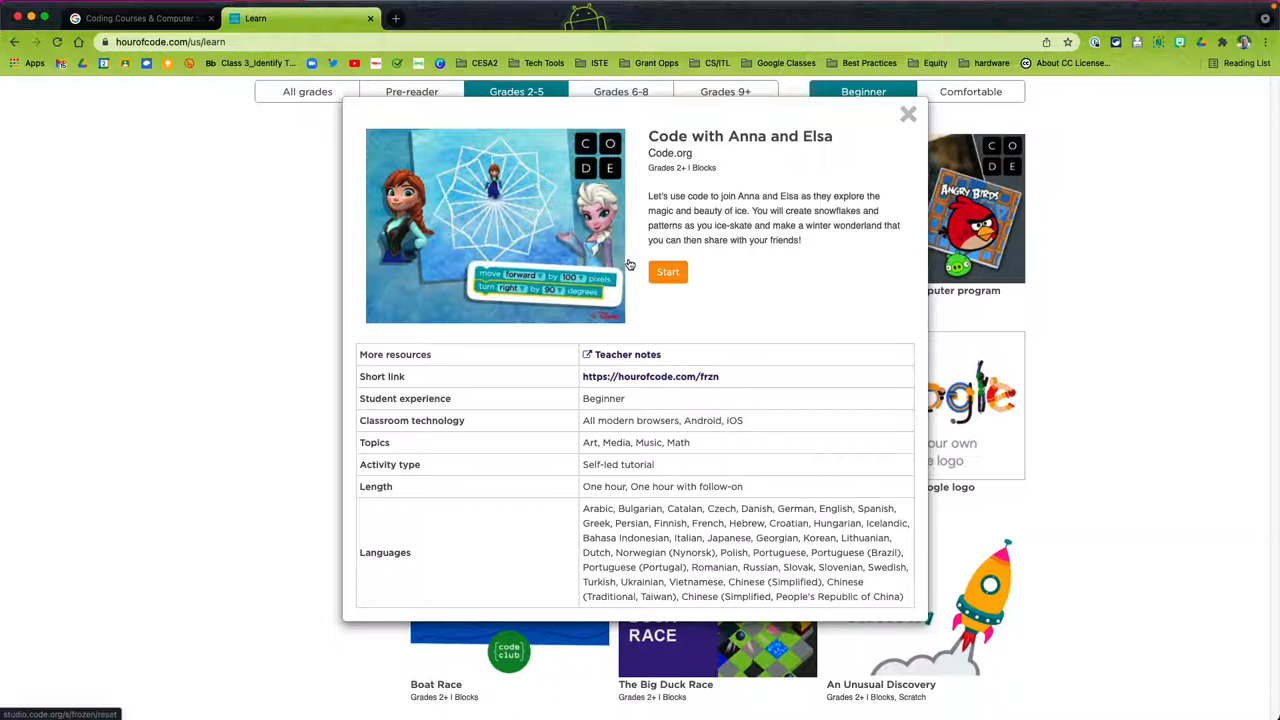 Coding Courses & Computer S
Learn
hourofcode.com/us/learn
Apps
Bb Class 3_Identify T...
CESA2
Tech Tools
ISTE
Grant Opps
CS/ITL
Google Classes
Best Practices
Equity
hardware
About CC License...
Reading List
All grades
Pre-reader
Grades 2-5
Grades 6-8
Grades 9+
Beginner
Comfortable
C O
D E
move forward by 100 pixels
turn right by 90 degrees
Disney
Code with Anna and Elsa
Code.org
Grades 2+ | Blocks
Let's use code to join Anna and Elsa as they explore the
magic and beauty of ice. You will create snowflakes and
patterns as you ice-skate and make a winter wonderland that
you can then share with your friends!
Start
C O
D E
ANGRY BIRDS
puter program
More resources
Teacher notes
Short link
https://hourofcode.com/frzn
Student experience
Beginner
Classroom technology
All modern browsers, Android, iOS
Topics
Art, Media, Music, Math
Activity type
Self-led tutorial
Length
One hour, One hour with follow-on
Languages
Arabic, Bulgarian, Catalan, Czech, Danish, German, English, Spanish,
Greek, Persian, Finnish, French, Hebrew, Croatian, Hungarian, Icelandic,
Bahasa Indonesian, Italian, Japanese, Georgian, Korean, Lithuanian,
Dutch, Norwegian (Nynorsk), Polish, Portuguese, Portuguese (Brazil),
Portuguese (Portugal), Romanian, Russian, Slovak, Slovenian, Swedish,
Turkish, Ukrainian, Vietnamese, Chinese (Simplified), Chinese
(Traditional, Taiwan), Chinese (Simplified, People's Republic of China)
our own
logo
ogle logo
code
club
RACE
Boat Race
Grades 2+ | Blocks
The Big Duck Race
Grades 2+ | Blocks
An Unusual Discovery
Grades 2+ | Blocks, Scratch
studio.code.org/s/frozen/reset